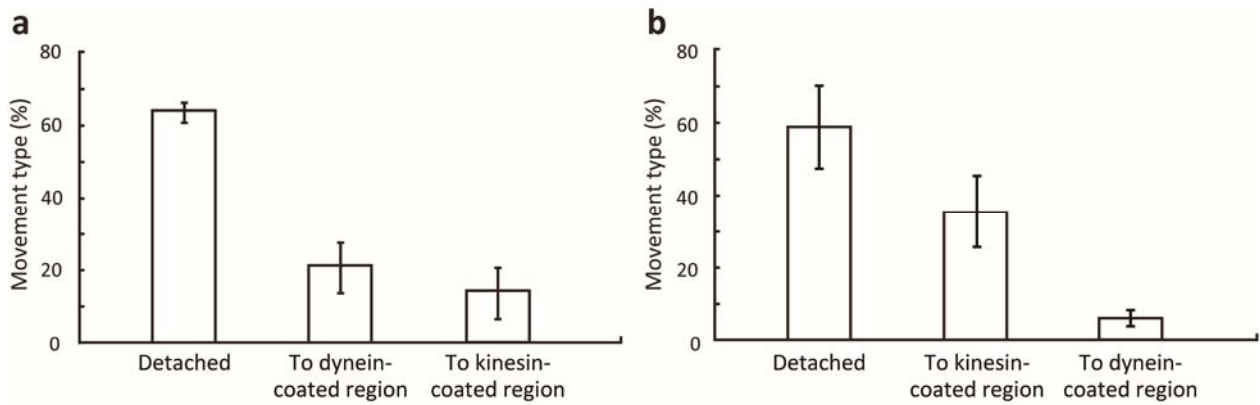 a
80
60
40
20
0
Movement type (%)
Detached
To dynein-
coated region
To kinesin-
coated region
b
80
60
40
20
0
Movement type (%)
Detached
To kinesin-
coated region
To dynein-
coated region